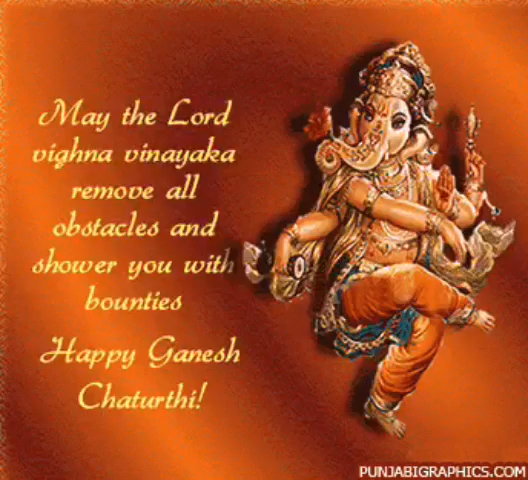 May the Lord
vighna vinayaka
remove all
obstacles and
shower you with
bounties
Happy Ganesh
Chaturthi!
PUNJABIGRAPHICS.COM